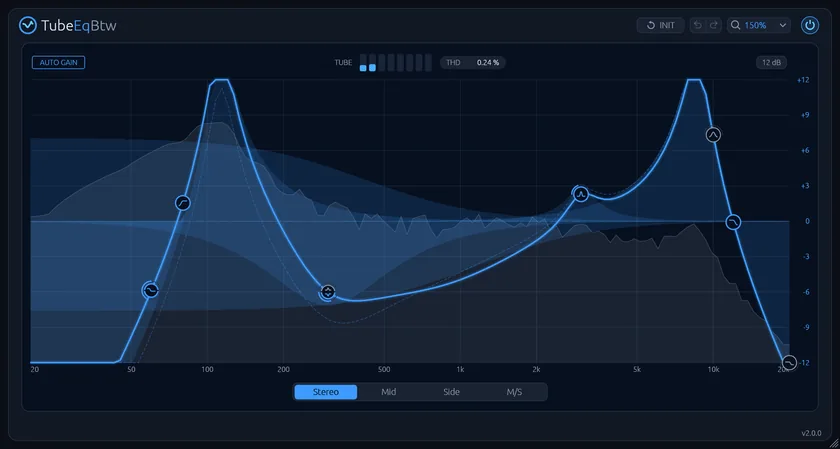 TubeEqBtw
INIT
150%
AUTO GAIN
TUBE
THD 0.24 %
12 dB
+12
+9
+6
+3
0
-3
-6
-9
-12
20 50 100 200 500 1k 2k 5k 10k 20k
Stereo Mid Side M/S
v2.0.0